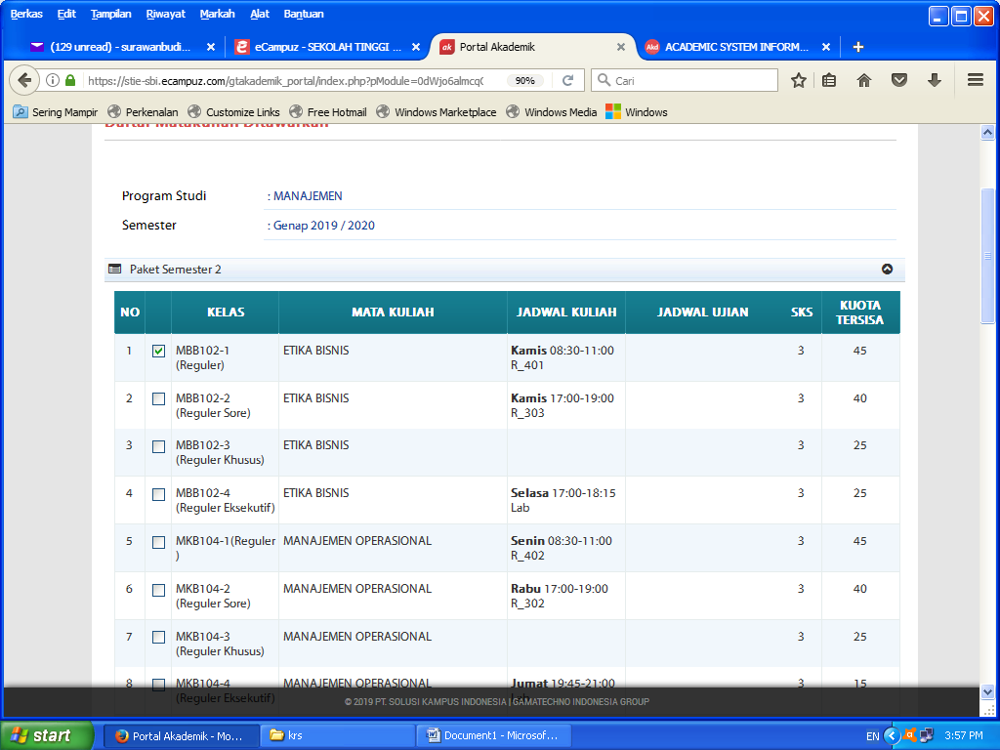 Berkas Edit Tampilan Riwayat Markah Alat Bantuan
(129 unread) - surawanbudi... eCampuz - SEKOLAH TINGGI ... Portal Akademik ACADEMIC SYSTEM INFORM...
https://stie-sbi.ecampuz.com/gtakademik_portal/index.php?pModule=0dWjo6almcqC 90% Cari
Sering Mampir Perkenalan Customize Links Free Hotmail Windows Marketplace Windows Media Windows
Daftar Matakuliah Ditawarkan
Program Studi : MANAJEMEN
Semester : Genap 2019 / 2020
Paket Semester 2
NO KELAS MATA KULIAH JADWAL KULIAH JADWAL UJIAN SKS KUOTA
TERSISA
1 MBB102-1 ETIKA BISNIS Kamis 08:30-11:00 3 45
(Reguler) R_401
2 MBB102-2 ETIKA BISNIS Kamis 17:00-19:00 3 40
(Reguler Sore) R_303
3 MBB102-3 ETIKA BISNIS 3 25
(Reguler Khusus)
4 MBB102-4 ETIKA BISNIS Selasa 17:00-18:15 3 25
(Reguler Eksekutif) Lab
5 MKB104-1(Reguler MANAJEMEN OPERASIONAL Senin 08:30-11:00 3 45
) R_402
6 MKB104-2 MANAJEMEN OPERASIONAL Rabu 17:00-19:00 3 40
(Reguler Sore) R_302
7 MKB104-3 MANAJEMEN OPERASIONAL 3 25
(Reguler Khusus)
8 MKB104-4 MANAJEMEN OPERASIONAL Jumat 19:45-21:00 3 15
(Reguler Eksekutif) Lab
© 2019 PT. SOLUSI KAMPUS INDONESIA | GAMATECHNO INDONESIA GROUP
start Portal Akademik - Mo... krs Document1 - Microsof... EN 3:57 PM